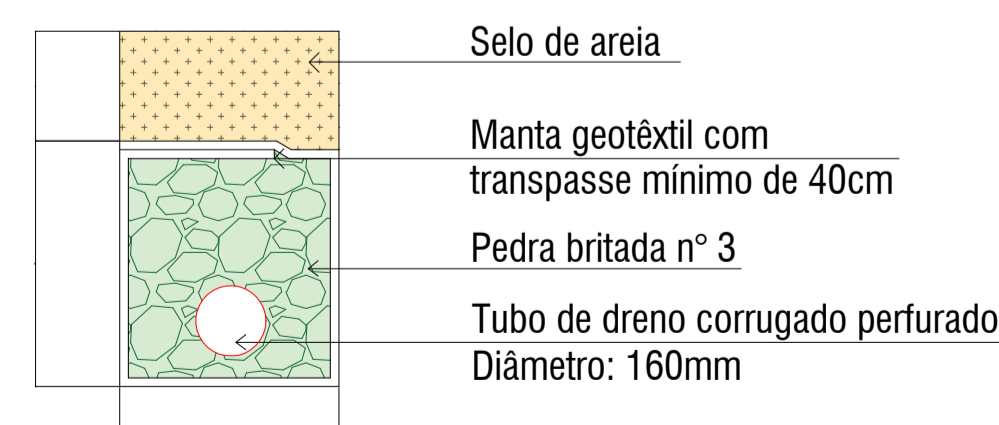 Selo de areia
Manta geotêxtil com
transpasse mínimo de 40cm
Pedra britada n° 3
Tubo de dreno corrugado perfurado
Diâmetro: 160mm